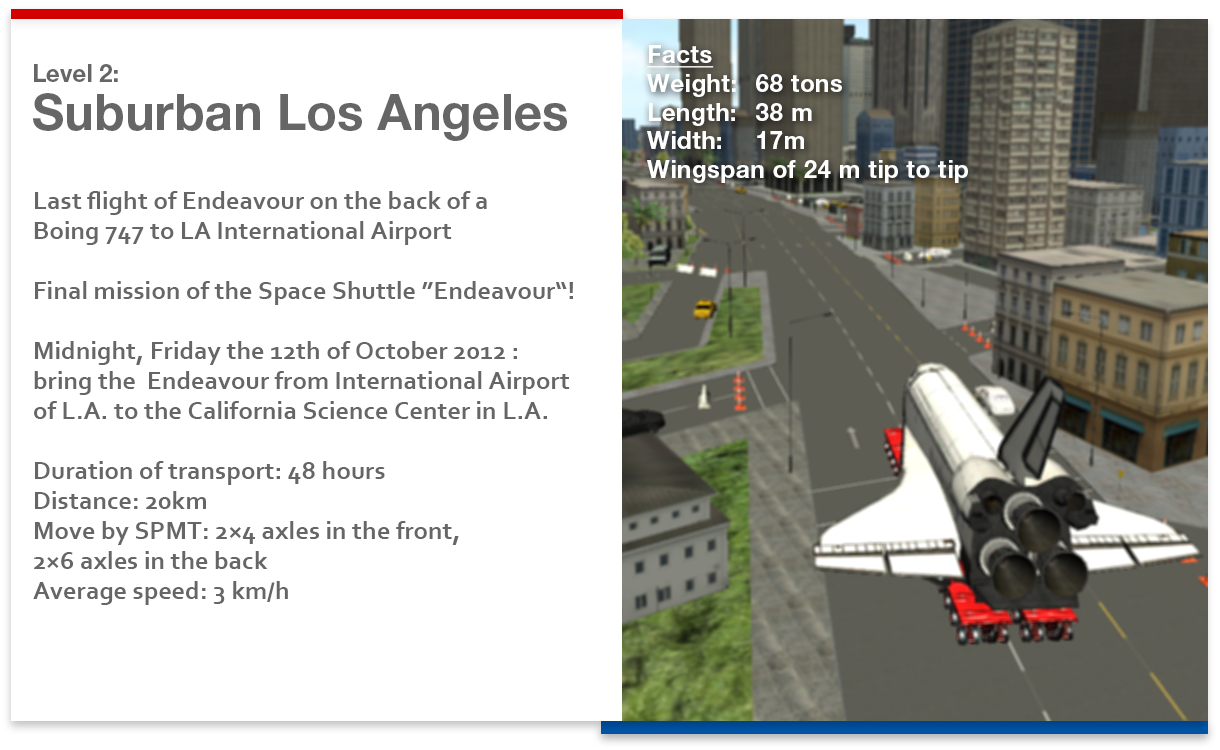 Level 2:
Suburban Los Angeles
Last flight of Endeavour on the back of a
Boing 747 to LA International Airport
Final mission of the Space Shuttle ”Endeavour“!
Midnight, Friday the 12th of October 2012 :
bring the  Endeavour from International Airport
of L.A. to the California Science Center in L.A.
Duration of transport: 48 hours
Distance: 20km
Move by SPMT: 2×4 axles in the front,
2×6 axles in the back
Average speed: 3 km/h
Facts
Weight: 68 tons
Length: 38 m
Width: 17m
Wingspan of 24 m tip to tip